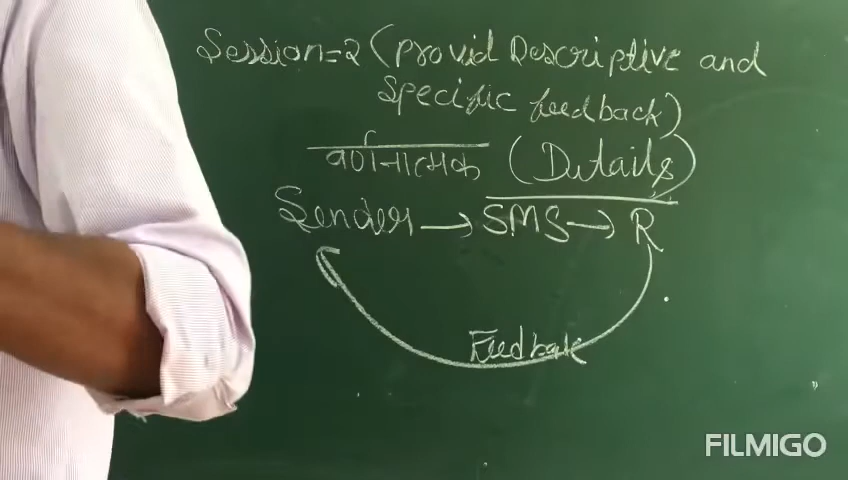 Session=2 (Provid Descriptive and
Specific feedback)
वर्णनात्मक (Details)
Sender → SMS → R
Feedback
FILMIGO